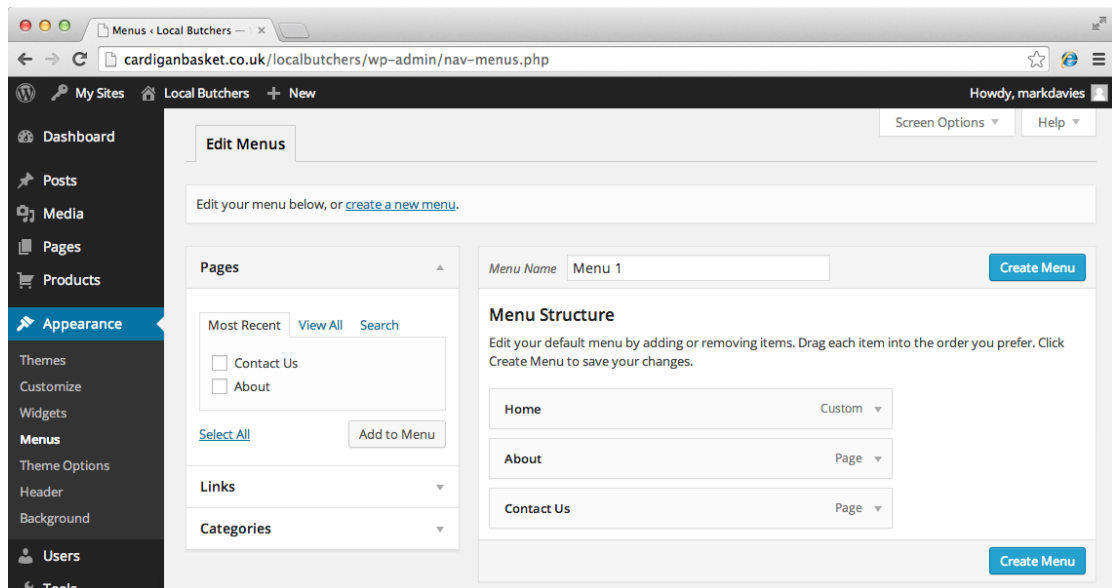 Menus ‹ Local Butchers —
cardiganbasket.co.uk/localbutchers/wp-admin/nav-menus.php
My Sites Local Butchers + New Howdy, markdavies
Screen Options Help
Dashboard
Posts
Media
Pages
Products
Appearance
Themes
Customize
Widgets
Menus
Theme Options
Header
Background
Users
Tools
Edit Menus
Edit your menu below, or create a new menu.
Pages
Most Recent View All Search
Contact Us
About
Select All Add to Menu
Links
Categories
Menu Name Menu 1 Create Menu
Menu Structure
Edit your default menu by adding or removing items. Drag each item into the order you prefer. Click
Create Menu to save your changes.
Home Custom
About Page
Contact Us Page
Create Menu